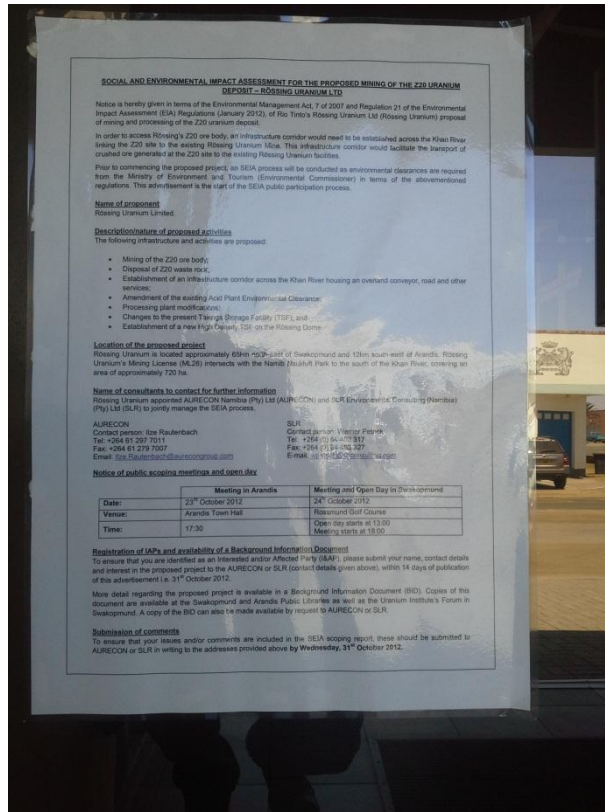 SOCIAL AND ENVIRONMENTAL IMPACT ASSESSMENT FOR THE PROPOSED MINING OF THE Z20 URANIUM
DEPOSIT – RÖSSING URANIUM LTD
Notice is hereby given in terms of the Environmental Management Act, 7 of 2007 and Regulation 21 of the Environmental
Impact Assessment (EIA) Regulations (January 2012), of Rio Tinto's Rössing Uranium Ltd (Rössing Uranium) proposal
of mining and processing of the Z20 uranium deposit.
In order to access Rössing's Z20 ore body, an infrastructure corridor would need to be established across the Khan River
linking the Z20 site to the existing Rössing Uranium Mine. This infrastructure corridor would facilitate the transport of
crushed ore generated at the Z20 site to the existing Rössing Uranium facilities.
Prior to commencing the proposed project, an SEIA process will be conducted as environmental clearances are required
from the Ministry of Environment and Tourism (Environmental Commissioner) in terms of the abovementioned
regulations. This advertisement is the start of the SEIA public participation process.
Name of proponent
Rössing Uranium Limited
Description/nature of proposed activities
The following infrastructure and activities are proposed:
• Mining of the Z20 ore body;
• Disposal of Z20 waste rock;
• Establishment of an infrastructure corridor across the Khan River housing an overland conveyor, road and other
services;
• Amendment of the existing Acid Plant Environmental Clearance;
• Processing plant modifications;
• Changes to the present Tailings Storage Facility (TSF); and
• Establishment of a new High Density TSF on the Rössing Dome.
Location of the proposed project
Rössing Uranium is located approximately 65km north-east of Swakopmund and 12km south-east of Arandis. Rössing
Uranium's Mining License (ML28) intersects with the Namib Naukluft Park to the south of the Khan River, covering an
area of approximately 720 ha.
Name of consultants to contact for further information
Rössing Uranium appointed AURECON Namibia (Pty) Ltd (AURECON) and SLR Environmental Consulting (Namibia)
(Pty) Ltd (SLR) to jointly manage the SEIA process.
AURECON SLR
Contact person: Ilze Rautenbach Contact person: Werner Petrick
Tel: +264 61 297 7011 Tel: +264
Fax: +264 61 279 7007 Fax: +264
Email: Ilze.Rautenbach@aurecongroup.com E-mail:
Notice of public scoping meetings and open day
Meeting in Arandis Meeting and Open Day in Swakopmund
Date: 23rd October 2012 24th October 2012
Venue: Arandis Town Hall Rossmund Golf Course
Time: 17:30 Open day starts at 13:00
Meeting starts at 18:00
Registration of IAPs and availability of a Background Information Document
To ensure that you are identified as an Interested and/or Affected Party (I&AP), please submit your name, contact details
and interest in the proposed project to the AURECON or SLR (contact details given above), within 14 days of publication
of this advertisement i.e. 31st October 2012.
More detail regarding the proposed project is available in a Background Information Document (BID). Copies of this
document are available at the Swakopmund and Arandis Public Libraries as well as the Uranium Institute's Forum in
Swakopmund. A copy of the BID can also be made available by request to AURECON or SLR.
Submission of comments
To ensure that your issues and/or comments are included in the SEIA scoping report, these should be submitted to
AURECON or SLR in writing to the addresses provided above by Wednesday, 31st October 2012.